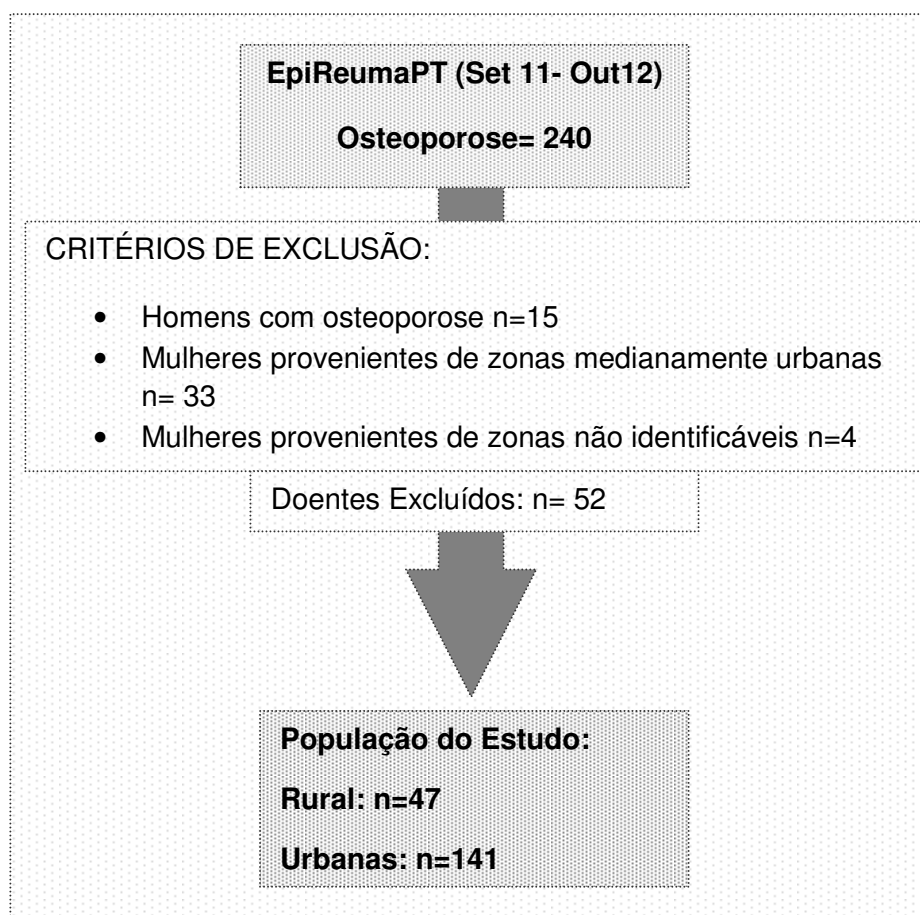 EpiReumaPT (Set 11- Out12)
Osteoporose= 240
CRITÉRIOS DE EXCLUSÃO:
• Homens com osteoporose n=15
• Mulheres provenientes de zonas medianamente urbanas
n= 33
• Mulheres provenientes de zonas não identificáveis n=4
Doentes Excluídos: n= 52
População do Estudo:
Rural: n=47
Urbanas: n=141